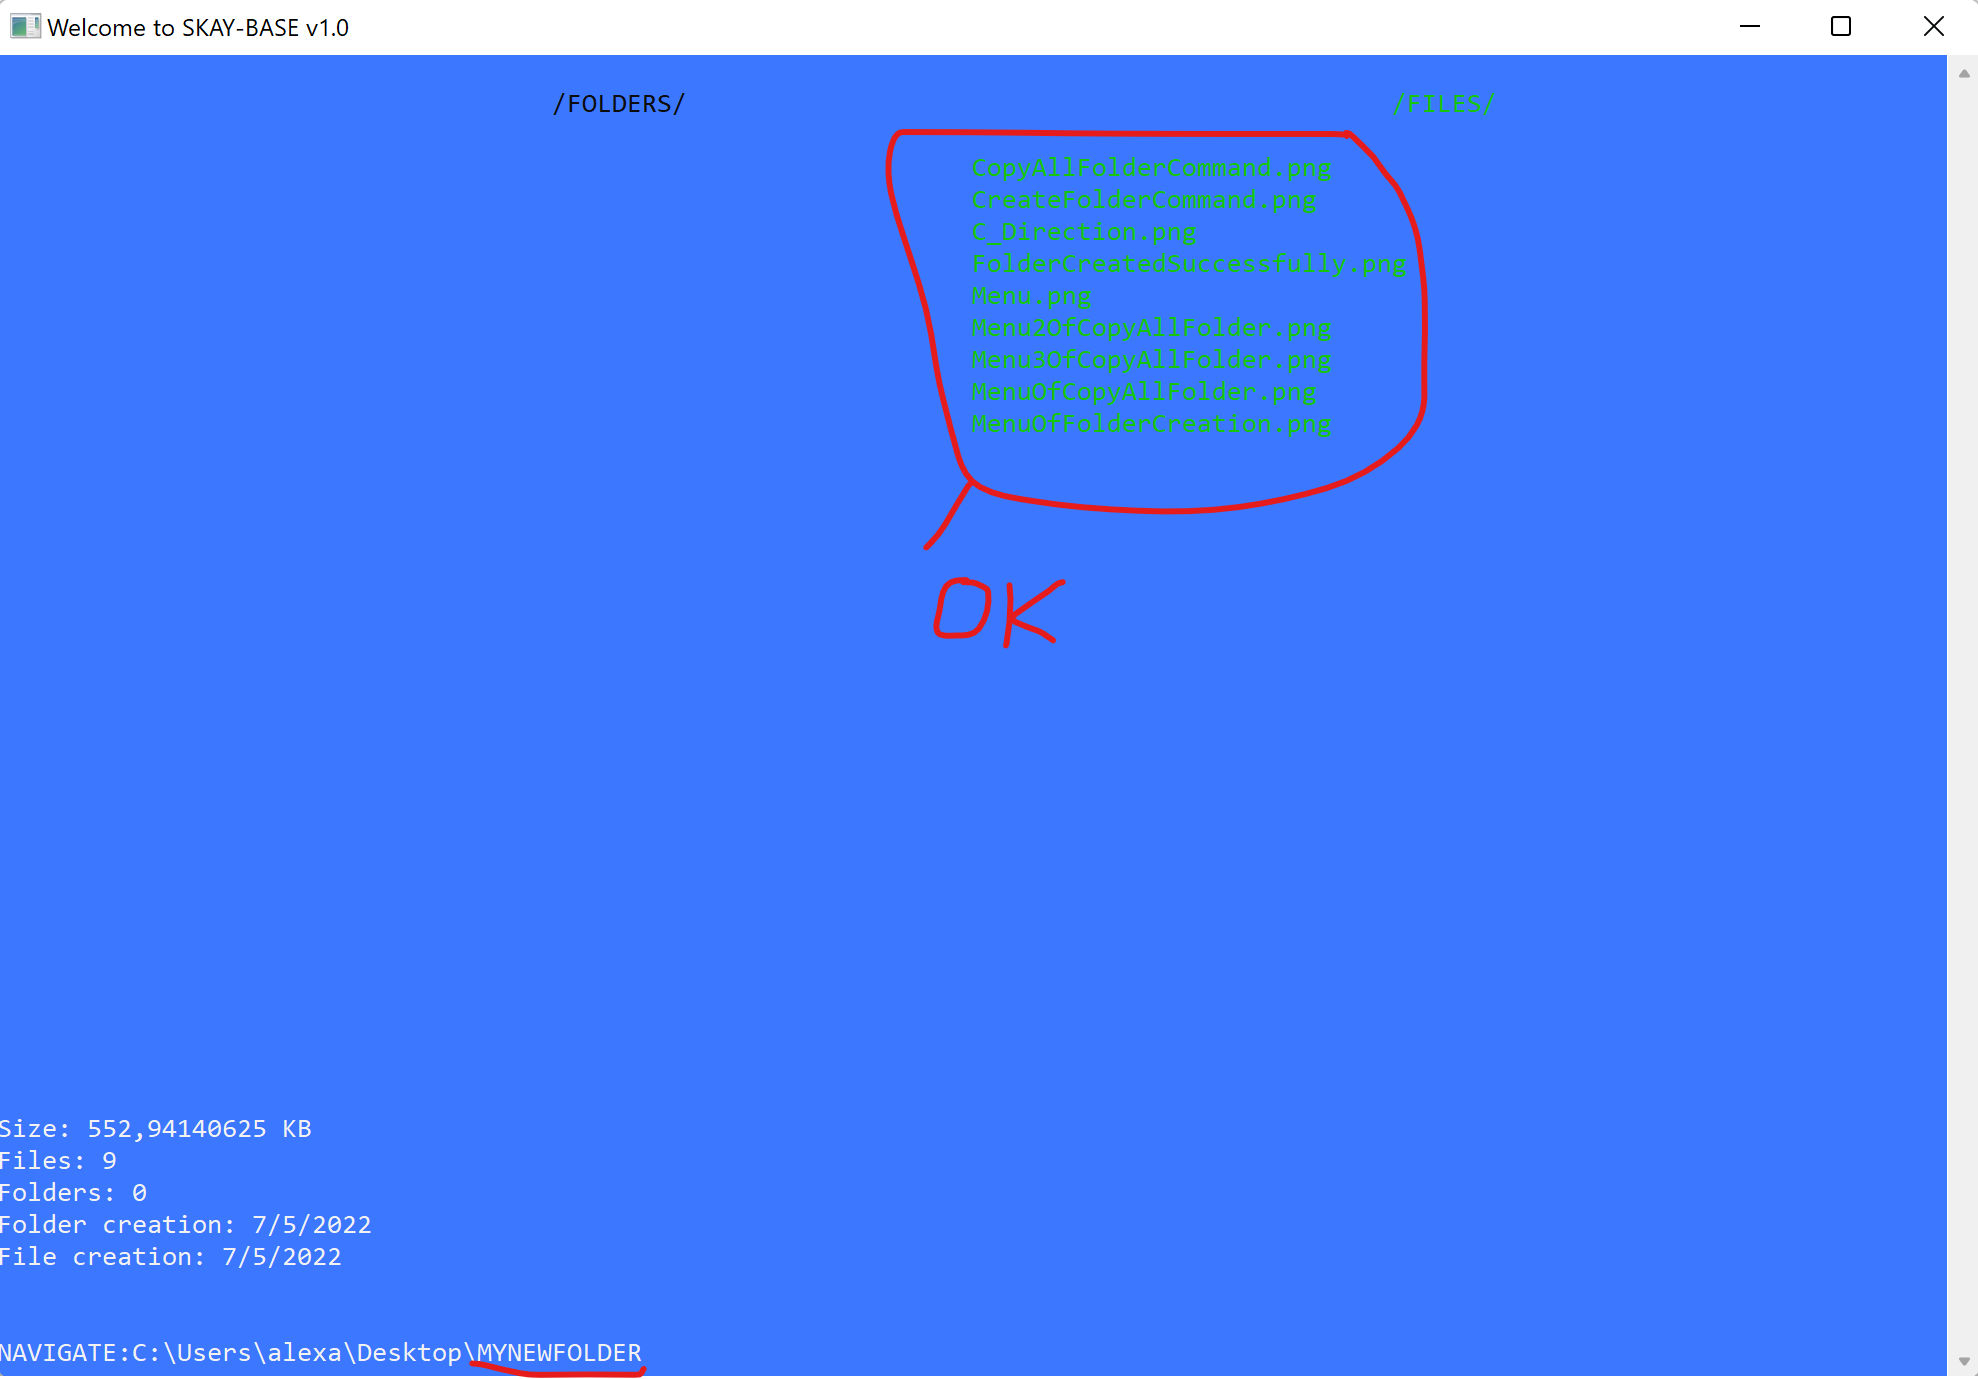 Welcome to SKAY-BASE v1.0
/FOLDERS/ /FILES/
CopyAllFolderCommand.png
CreateFolderCommand.png
C_Direction.png
FolderCreatedSuccessfully.png
Menu.png
Menu2OfCopyAllFolder.png
Menu3OfCopyAllFolder.png
MenuOfCopyAllFolder.png
MenuOfFolderCreation.png
OK
Size: 552,94140625 KB
Files: 9
Folders: 0
Folder creation: 7/5/2022
File creation: 7/5/2022
NAVIGATE:C:\Users\alexa\Desktop\MYNEWFOLDER